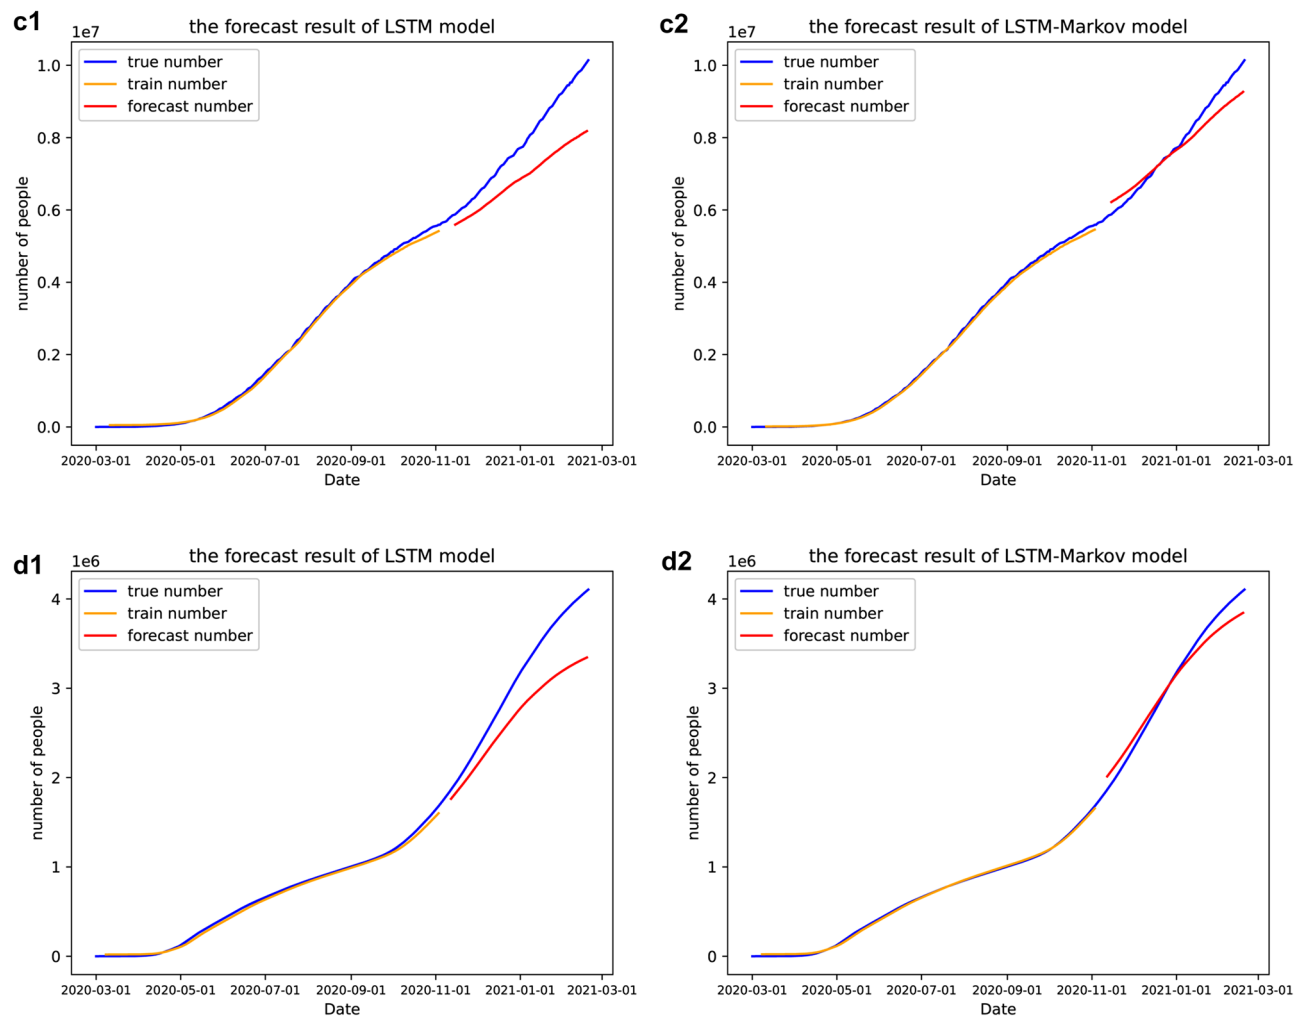 c1
the forecast result of LSTM model
1e7
true number
train number
forecast number
1.0
0.8
0.6
0.4
0.2
0.0
number of people
2020-03-01 2020-05-01 2020-07-01 2020-09-01 2020-11-01 2021-01-01 2021-03-01
Date
c2
the forecast result of LSTM-Markov model
1e7
true number
train number
forecast number
1.0
0.8
0.6
0.4
0.2
0.0
number of people
2020-03-01 2020-05-01 2020-07-01 2020-09-01 2020-11-01 2021-01-01 2021-03-01
Date
d1
the forecast result of LSTM model
1e6
true number
train number
forecast number
4
3
2
1
0
number of people
2020-03-01 2020-05-01 2020-07-01 2020-09-01 2020-11-01 2021-01-01 2021-03-01
Date
d2
the forecast result of LSTM-Markov model
1e6
true number
train number
forecast number
4
3
2
1
0
number of people
2020-03-01 2020-05-01 2020-07-01 2020-09-01 2020-11-01 2021-01-01 2021-03-01
Date